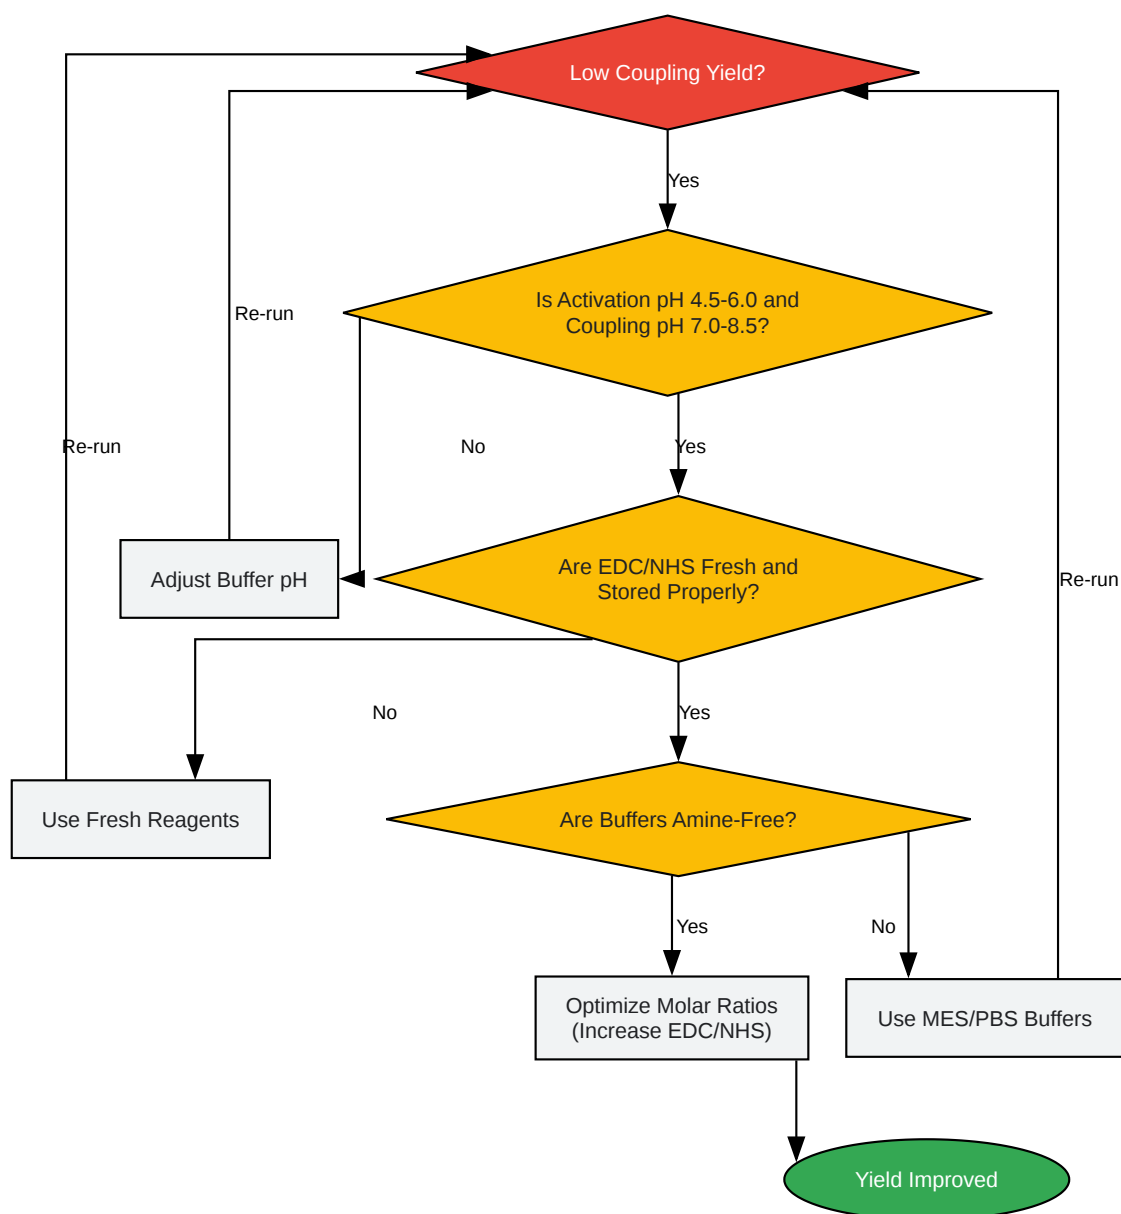 Low Coupling Yield?
Yes
Is Activation pH 4.5-6.0 and
Coupling pH 7.0-8.5?
Re-run
Re-run
No
Yes
Adjust Buffer pH
Are EDC/NHS Fresh and
Stored Properly?
Re-run
No
Yes
Use Fresh Reagents
Are Buffers Amine-Free?
Yes
No
Optimize Molar Ratios
(Increase EDC/NHS)
Use MES/PBS Buffers
Yield Improved